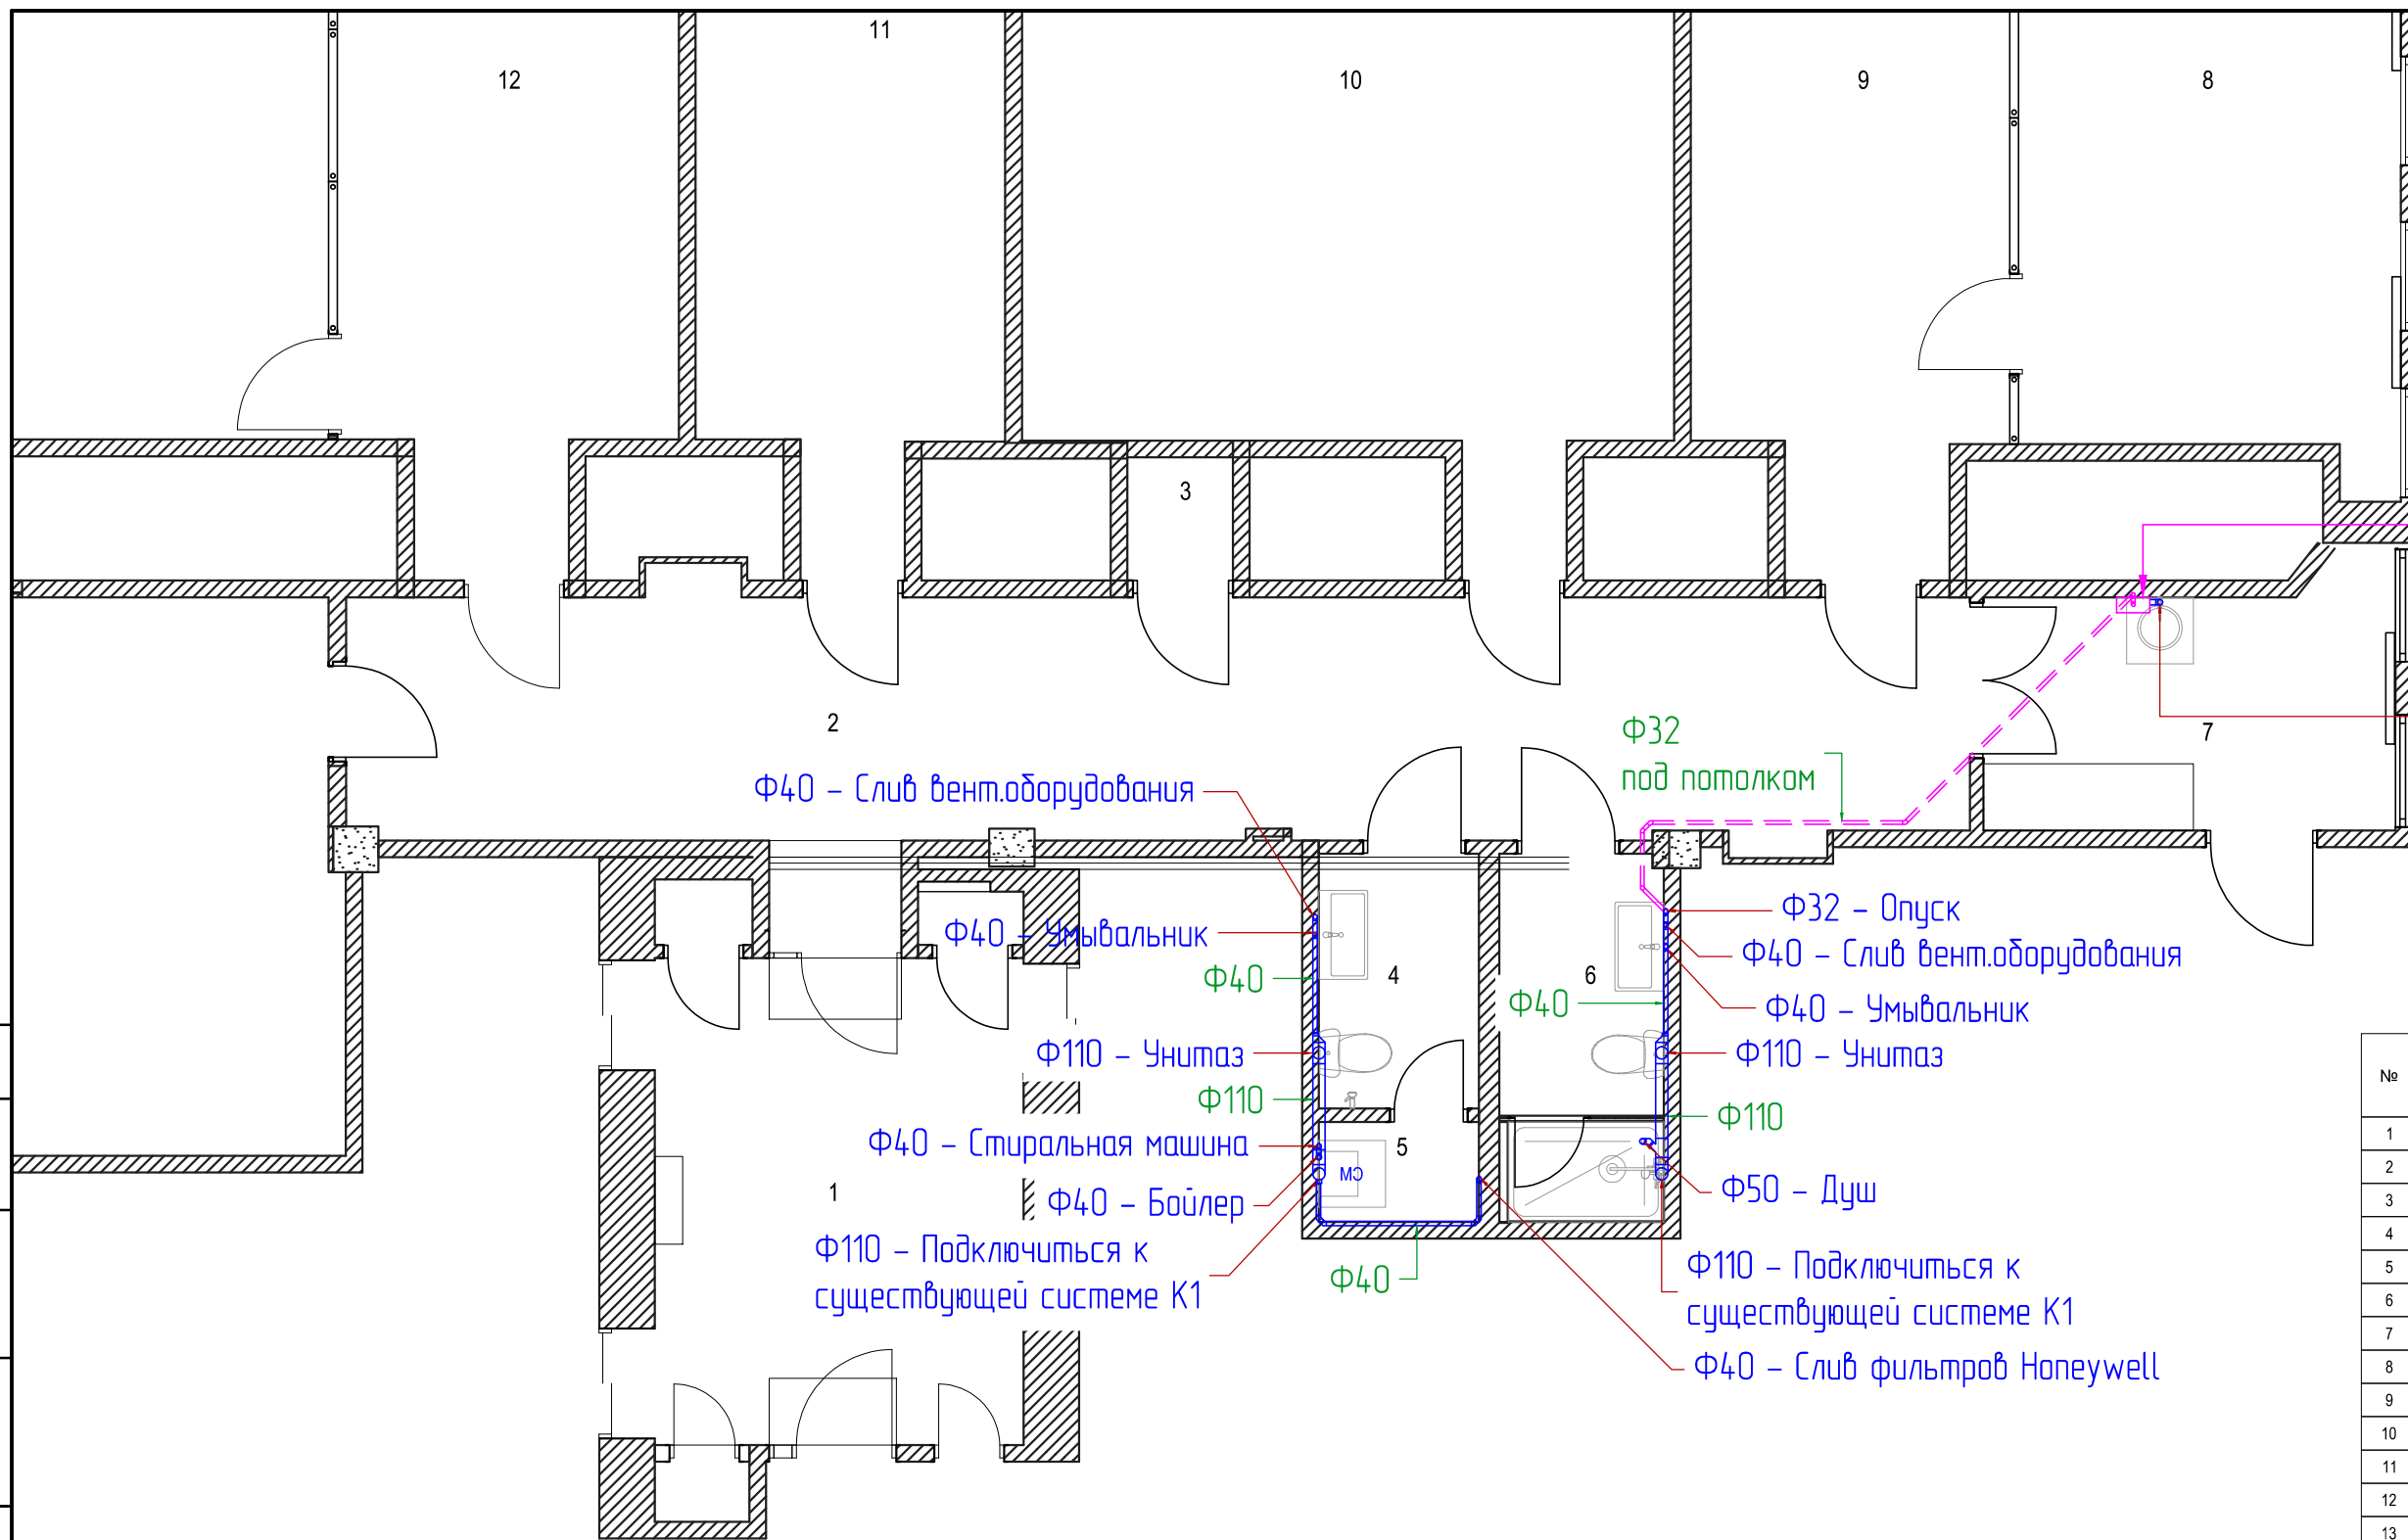 11
12
10
9
8
3
2
7
Ф32
под потолком
Ф40 – Слив вент.оборудования
Ф40 – Умывальник
Ф40
4
6
Ф40
Ф32 – Опуск
Ф40 – Слив вент.оборудования
Ф40 – Умывальник
Ф110 – Унитаз
Ф110 – Унитаз
Ф110
Ф110
Ф40 – Стиральная машина
5
СМ
Ф40 – Бойлер
Ф50 – Душ
1
Ф110 – Подключиться к
существующей системе К1
Ф40
Ф110 – Подключиться к
существующей системе К1
Ф40 – Слив фильтров Honeywell
№
1
2
3
4
5
6
7
8
9
10
11
12
13